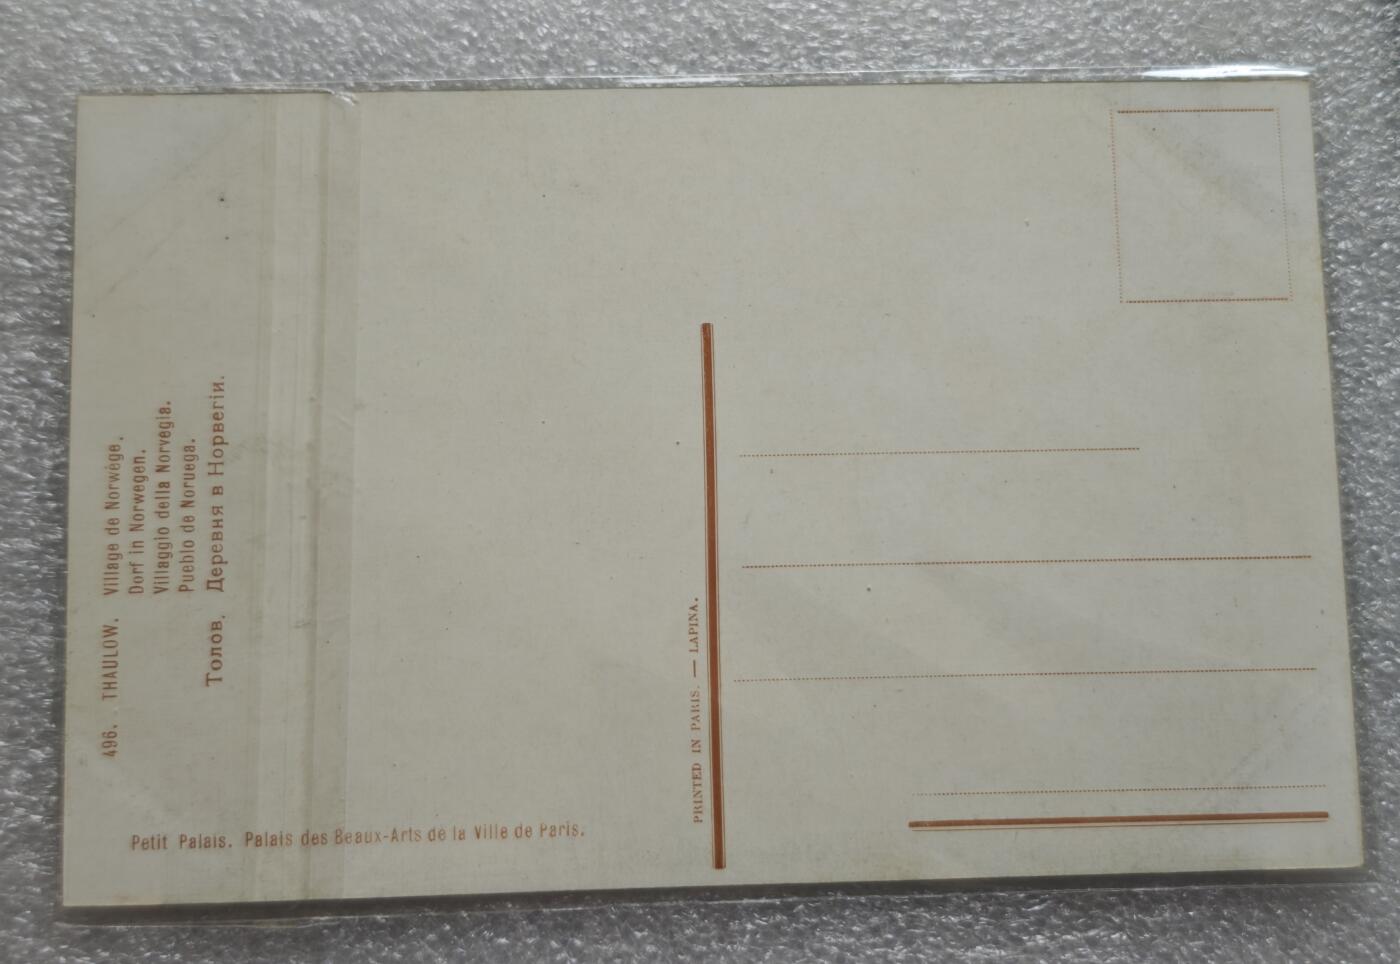 496. THAULOW. Village de Norwège.
Dorf in Norwegen.
Villaggio della Norvegia.
Pueblo de Noruega.
Толов. Деревня в Норвегіи.
Petit Palais. Palais des Beaux-Arts de la Ville de Paris.
PRINTED IN PARIS. — LAPINA.